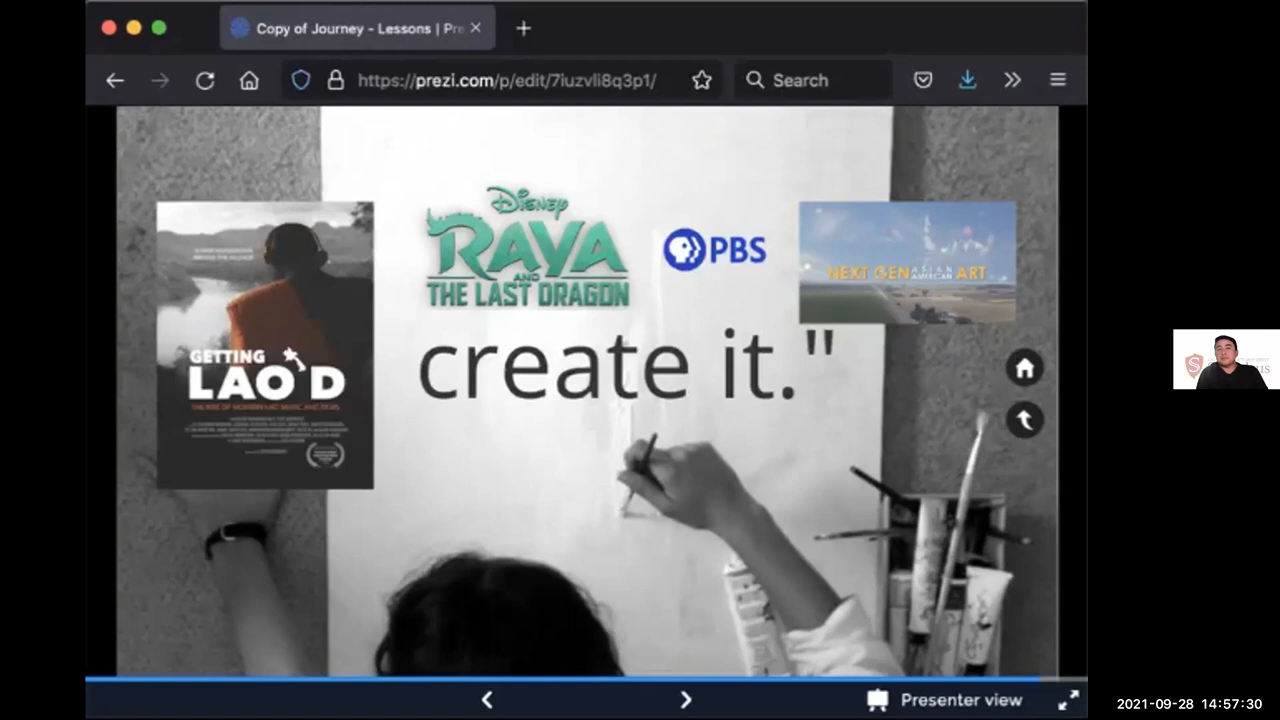 Copy of Journey - Lessons | Pre
https://prezi.com/p/edit/7iuzvli8q3p1/
Search
Disney
RAYA
AND
THE LAST DRAGON
PBS
NEXT GEN ASIAN AMERICAN ART
GETTING
LAO'D
create it."
Presenter view
2021-09-28 14:57:30